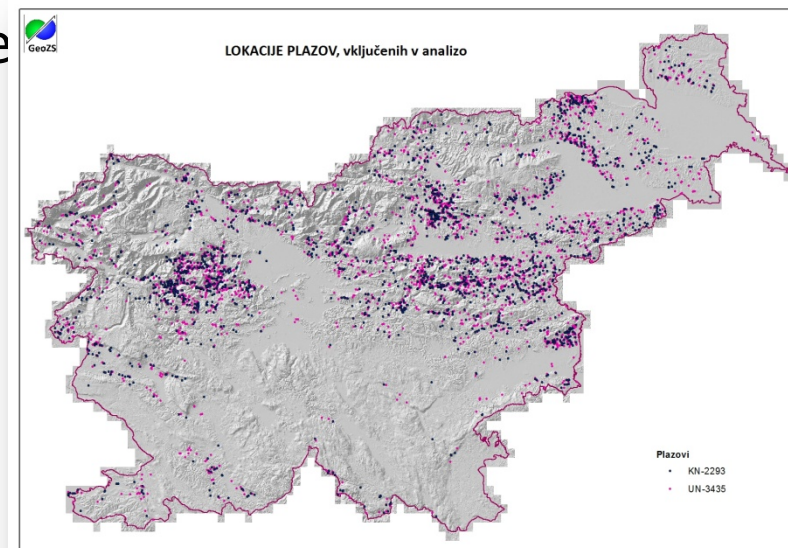 e
GeoZS
LOKACIJE PLAZOV, vključenih v analizo
Plazovi
KN-2293
UN-3435